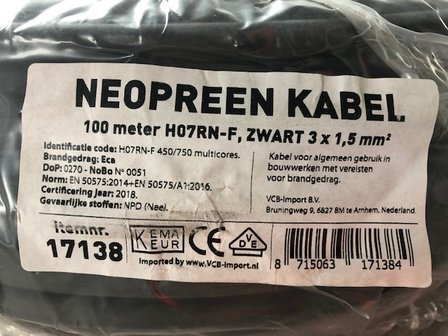 NEOPREEN KABEL
100 meter H07RN-F, ZWART 3 x 1,5 mm²
Identificatie code: H07RN-F 450/750 multicores.
Brandgedrag: Eca
DoP: 0270 - NoBo N° 0051
Norm: EN 50575:2014+EN 50575/A1:2016.
Certificering jaar: 2018.
Gevaarlijke stoffen: NPD (Nee).
Kabel voor algemeen gebruik in
bouwwerken met vereisten
voor brandgedrag.
VCB-Import B.V.
Bruningweg 9, 6827 BM te Arnhem, Nederland.
Itemnr.
17138
KEMA
KEUR
CE
VDE
Imported by www.VCB-import.nl
8 715063 171384